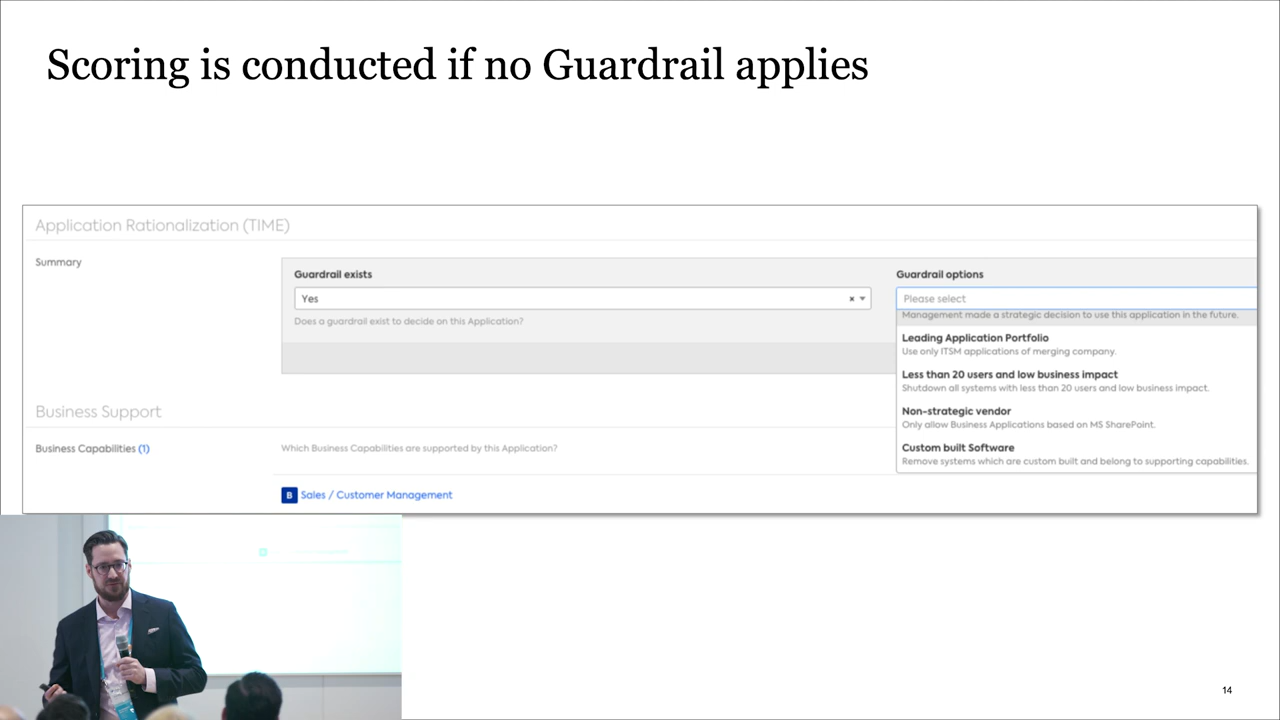 Scoring is conducted if no Guardrail applies
Application Rationalization (TIME)
Summary
Guardrail exists
Yes
Does a guardrail exist to decide on this Application?
Guardrail options
Please select
Management made a strategic decision to use this application in the future.
Leading Application Portfolio
Use only ITSM applications of merging company.
Less than 20 users and low business impact
Shutdown all systems with less than 20 users and low business impact.
Non-strategic vendor
Only allow Business Applications based on MS SharePoint.
Custom built Software
Remove systems which are custom built and belong to supporting capabilities.
Business Support
Business Capabilities (1)
Which Business Capabilities are supported by this Application?
B Sales / Customer Management
14